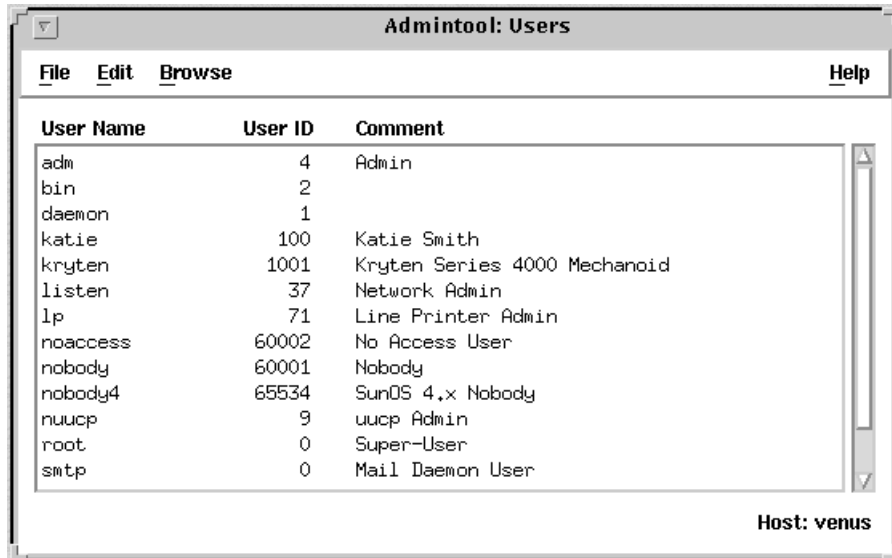 Admintool: Users
File Edit Browse Help
User Name User ID Comment
adm 4 Admin
bin 2
daemon 1
katie 100 Katie Smith
kryten 1001 Kryten Series 4000 Mechanoid
listen 37 Network Admin
lp 71 Line Printer Admin
noaccess 60002 No Access User
nobody 60001 Nobody
nobody4 65534 SunOS 4.x Nobody
nuucp 9 uucp Admin
root 0 Super-User
smtp 0 Mail Daemon User
Host: venus